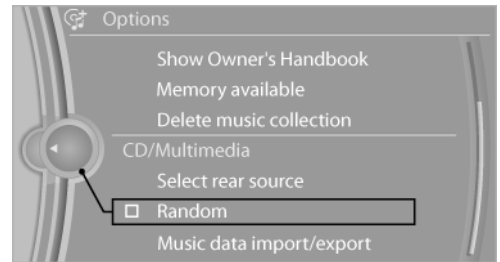 Options
Show Owner's Handbook
Memory available
Delete music collection
CD/Multimedia
Select rear source
Random
Music data import/export